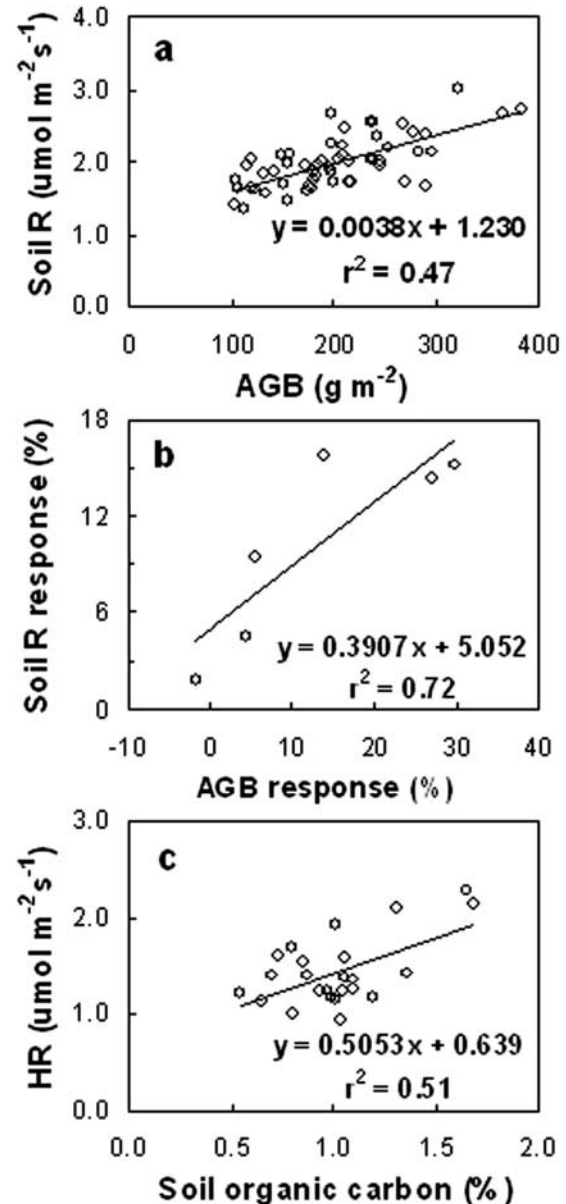 4.0
a
3.0
2.0
1.0
0.0
Soil R (umol m⁻² s⁻¹)
y = 0.0038x + 1.230
r² = 0.47
0 100 200 300 400
AGB (g m⁻²)
18
b
12
6
0
Soil R response (%)
y = 0.3907x + 5.052
r² = 0.72
-10 0 10 20 30 40
AGB response (%)
3.0
c
2.0
1.0
0.0
HR (umol m⁻² s⁻¹)
y = 0.5053x + 0.639
r² = 0.51
0.0 0.5 1.0 1.5 2.0
Soil organic carbon (%)